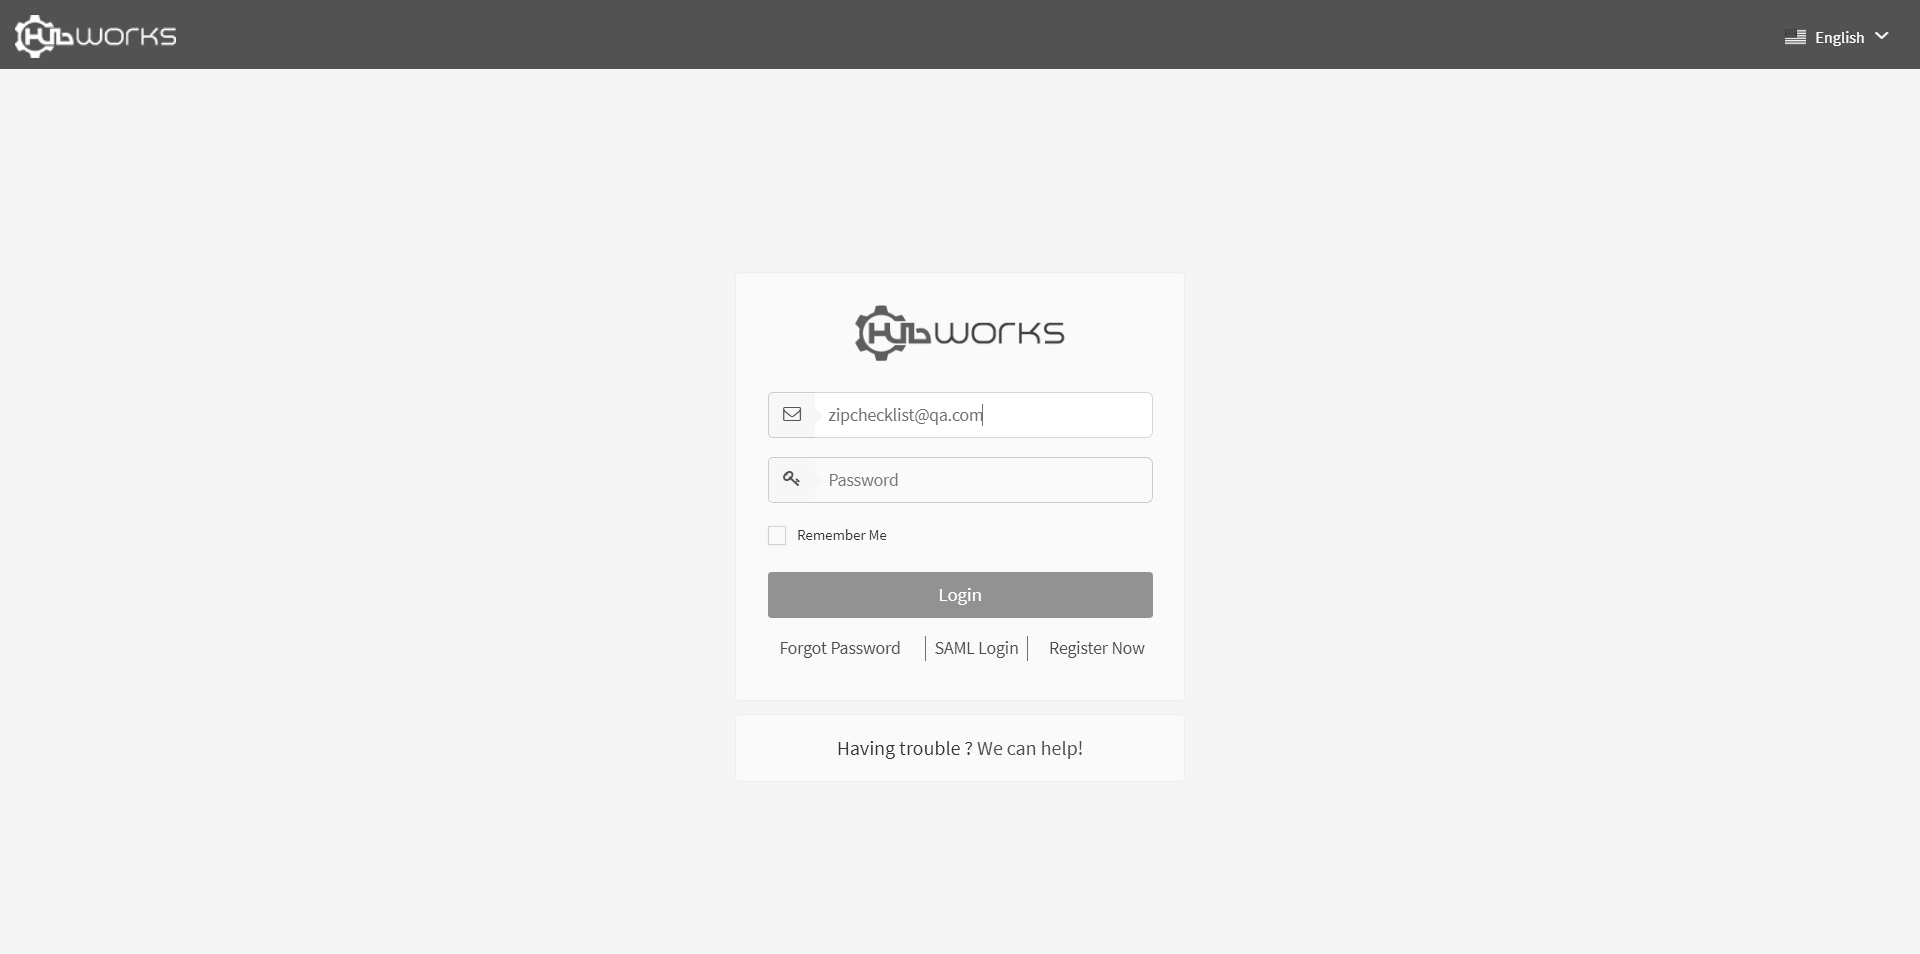 HubWORKS
English
HubWORKS
zipchecklist@qa.com
Password
Remember Me
Login
Forgot Password SAML Login Register Now
Having trouble ? We can help!